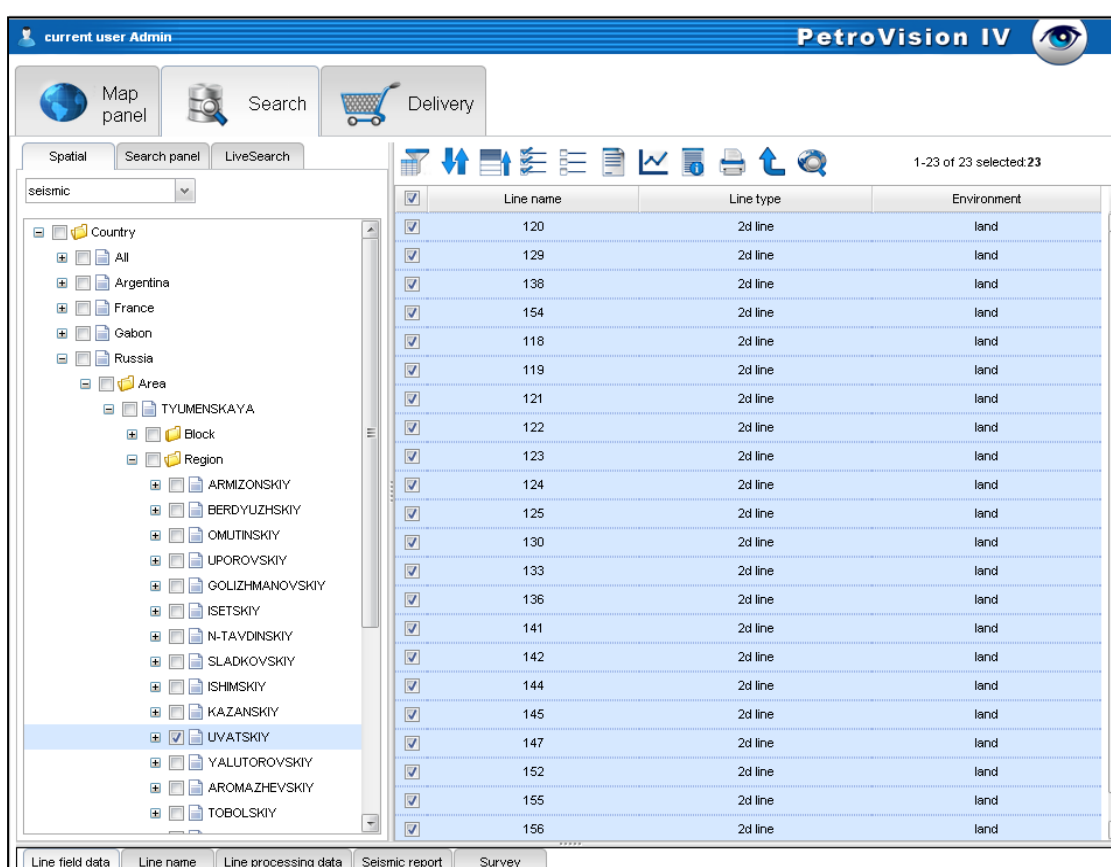 current user Admin
PetroVision IV
Map panel
Search
Delivery
Spatial
Search panel
LiveSearch
1-23 of 23 selected:23
seismic
Country
All
Argentina
France
Gabon
Russia
Area
TYUMENSKAYA
Block
Region
ARMIZONSKIY
BERDYUZHSKIY
OMUTINSKIY
UPOROVSKIY
GOLIZHMANOVSKIY
ISETSKIY
N-TAVDINSKIY
SLADKOVSKIY
ISHIMSKIY
KAZANSKIY
UVATSKIY
YALUTOROVSKIY
AROMAZHEVSKIY
TOBOLSKIY
Line name Line type Environment
120 2d line land
129 2d line land
138 2d line land
154 2d line land
118 2d line land
119 2d line land
121 2d line land
122 2d line land
123 2d line land
124 2d line land
125 2d line land
130 2d line land
133 2d line land
136 2d line land
141 2d line land
142 2d line land
144 2d line land
145 2d line land
147 2d line land
152 2d line land
155 2d line land
156 2d line land
Line field data
Line name
Line processing data
Seismic report
Survey